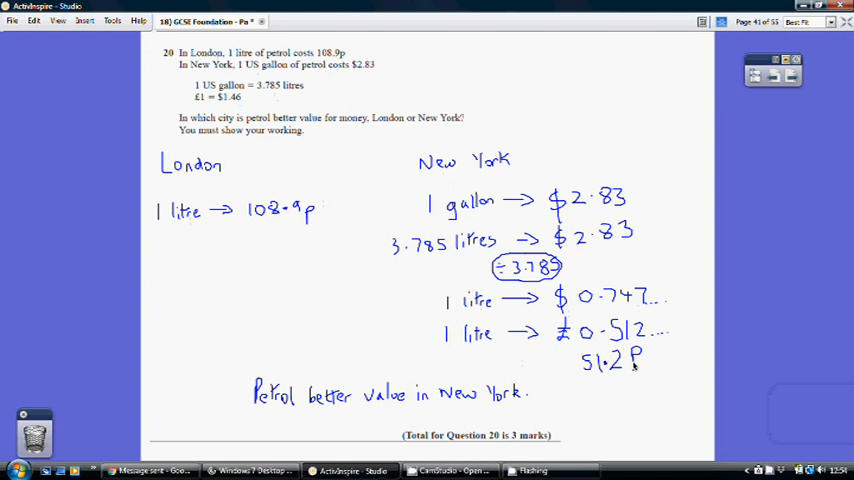 ActivInspire - Studio
File Edit View Insert Tools Help
18) GCSE Foundation - Pa *
Page 41 of 55
Best Fit
20 In London, 1 litre of petrol costs 108.9p
In New York, 1 US gallon of petrol costs $2.83
1 US gallon = 3.785 litres
£1 = $1.46
In which city is petrol better value for money, London or New York?
You must show your working.
London
New York
1 litre → 108.9p
1 gallon → $2.83
3.785 litres → $2.83
÷ 3.785
1 litre → $ 0.747...
1 litre → £ 0.512....
51.2 P
Petrol better value in New York.
(Total for Question 20 is 3 marks)
Message sent - Goo...
Windows 7 Desktop ...
ActivInspire - Studio
CamStudio - Open ...
Flashing
12:54